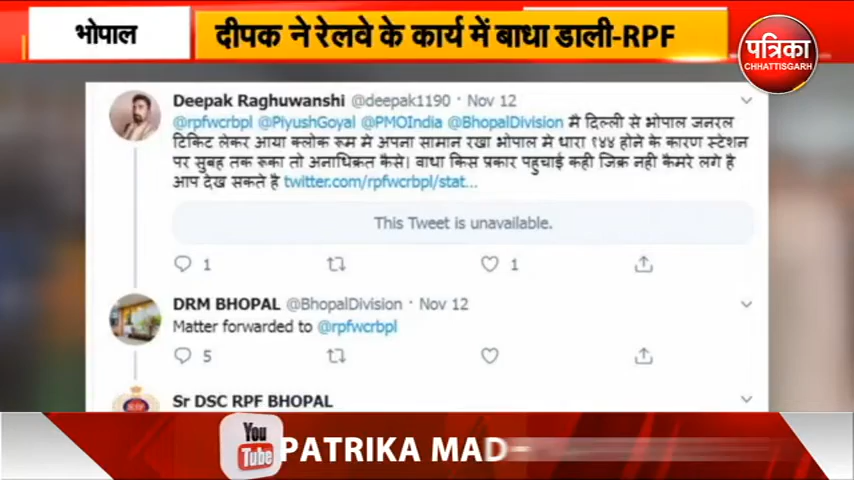 भोपाल
दीपक ने रेलवे के कार्य में बाधा डाली-RPF
पत्रिका
CHHATTISGARH
Deepak Raghuwanshi @deepak1190 · Nov 12
@rpfwcrbpl @PiyushGoyal @PMOIndia @BhopalDivision मै दिल्ली से भोपाल जनरल
टिकिट लेकर आया क्लोक रूम मे अपना सामान रखा भोपाल मे धारा १४४ होने के कारण स्टेशन
पर सुबह तक रूका तो अनाधिक्रत कैसे। वाधा किस प्रकार पहुचाई कही जिक्र नही कैमरे लगे है
आप देख सकते है twitter.com/rpfwcrbpl/stat...
This Tweet is unavailable.
1
1
DRM BHOPAL @BhopalDivision · Nov 12
Matter forwarded to @rpfwcrbpl
5
Sr DSC RPF BHOPAL
You
Tube
PATRIKA MAD